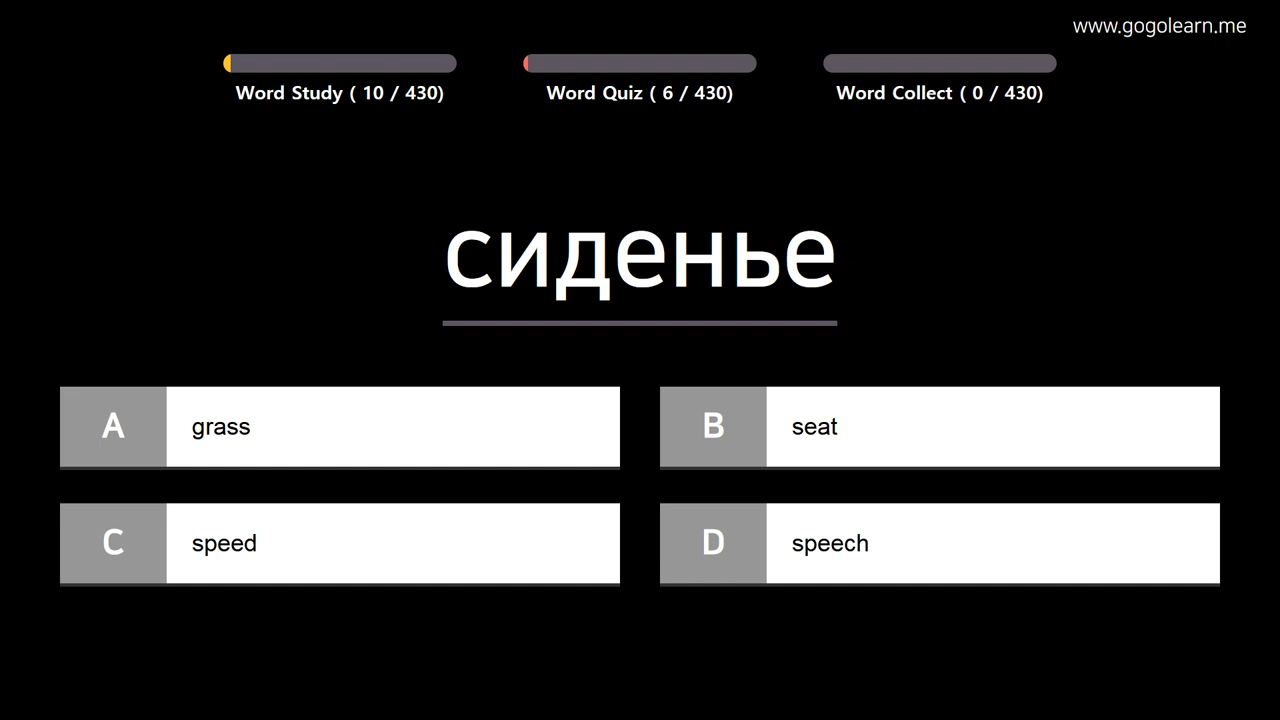 www.gogolearn.me
Word Study ( 10 / 430)
Word Quiz ( 6 / 430)
Word Collect ( 0 / 430)
сиденье
A grass
B seat
C speed
D speech